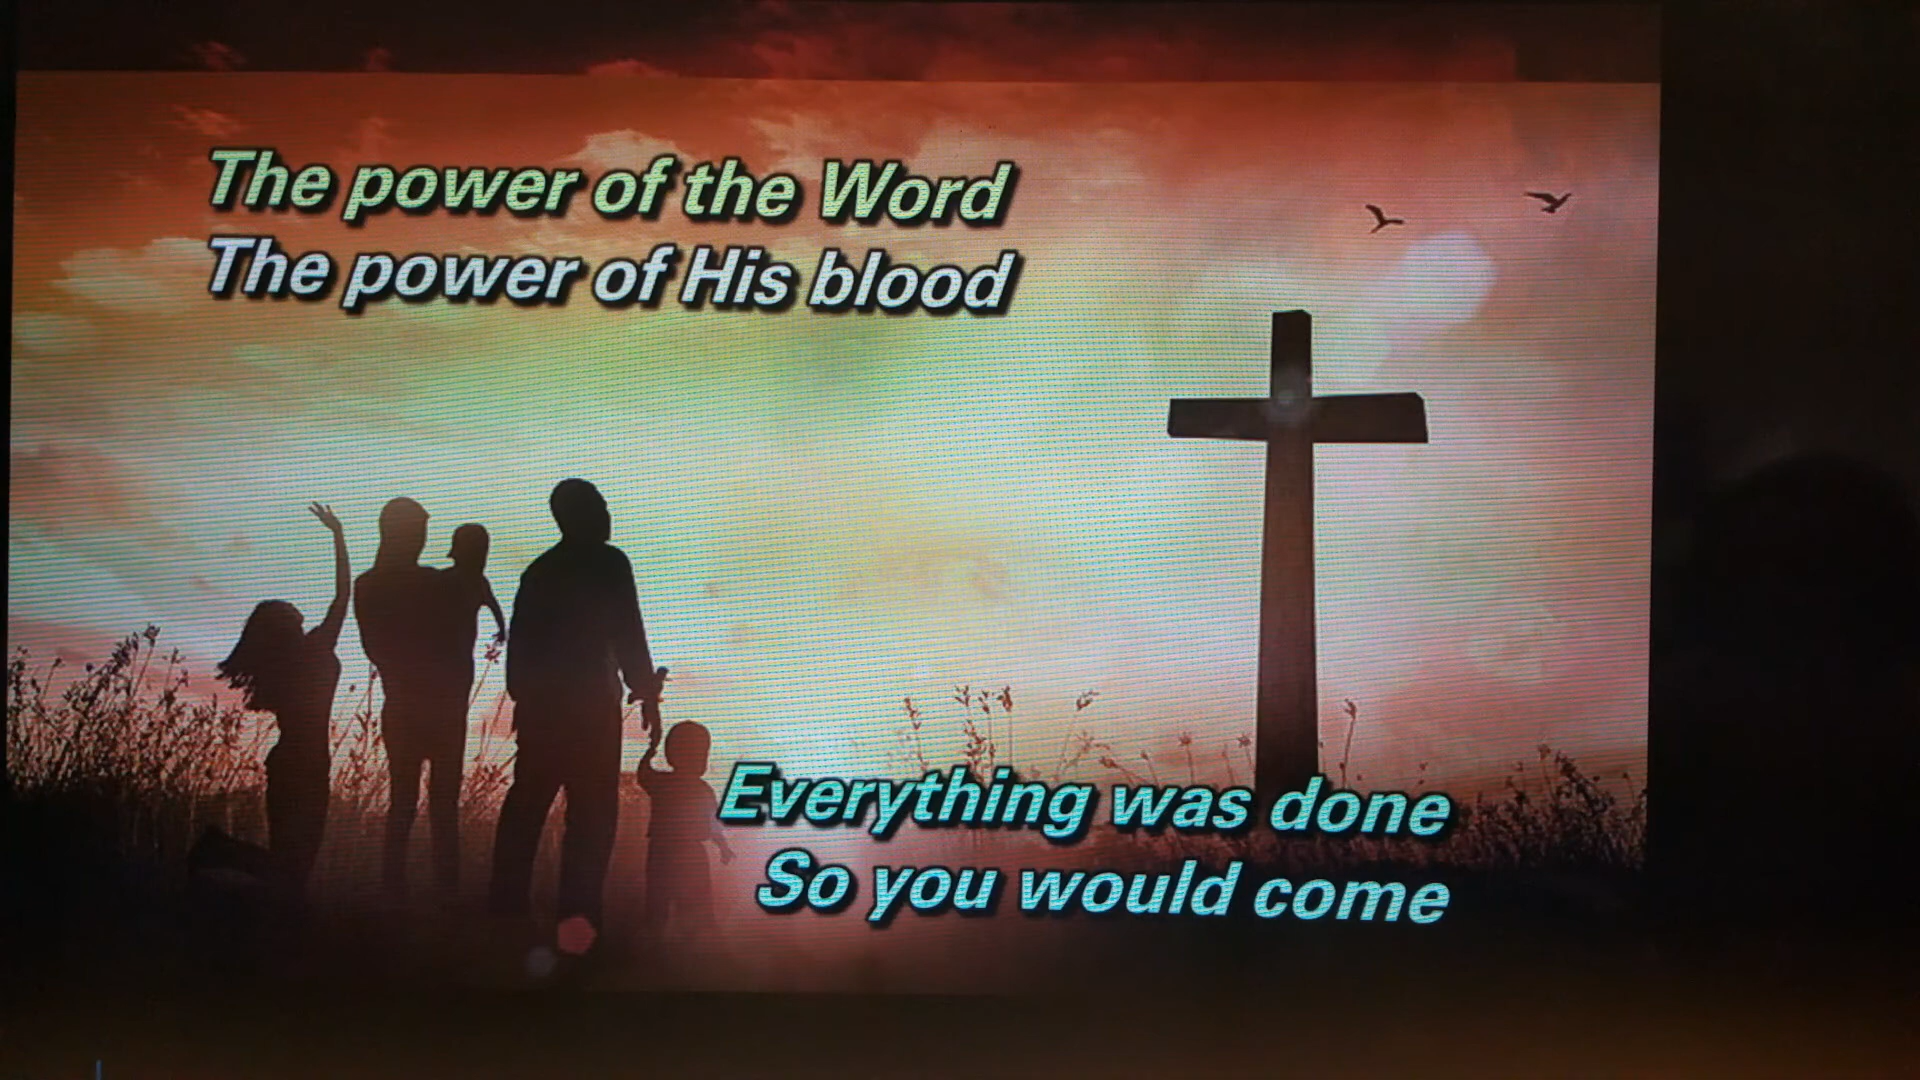 The power of the Word
The power of His blood
Everything was done
So you would come